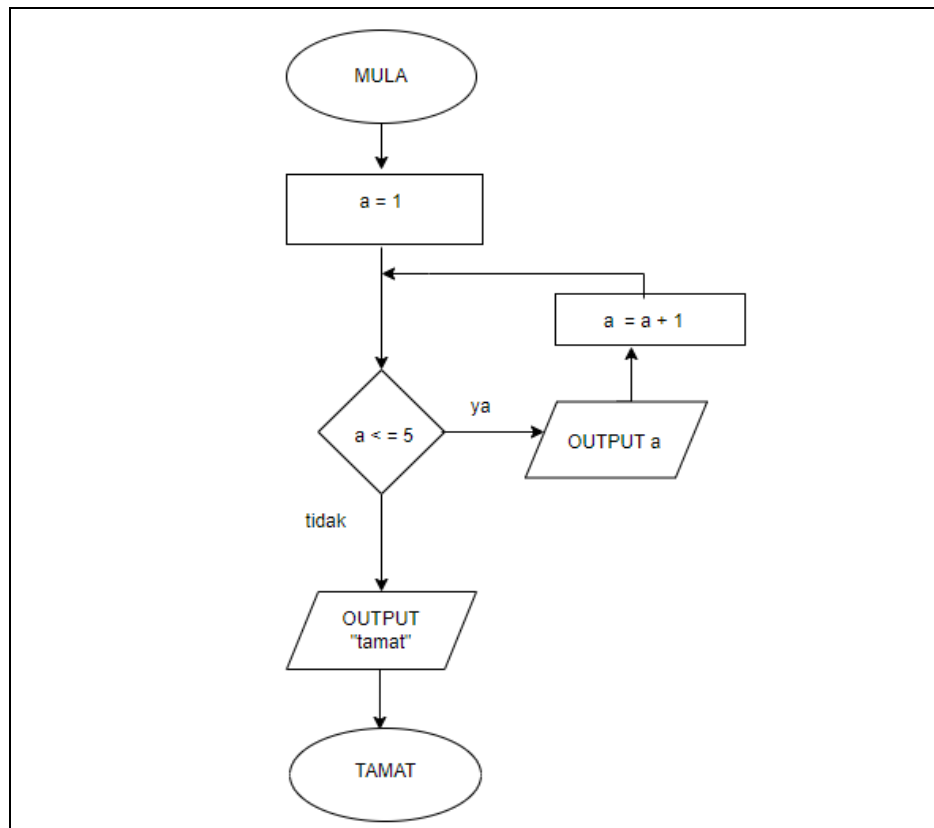 MULA
a = 1
a = a + 1
a < = 5
ya
OUTPUT a
tidak
OUTPUT
"tamat"
TAMAT